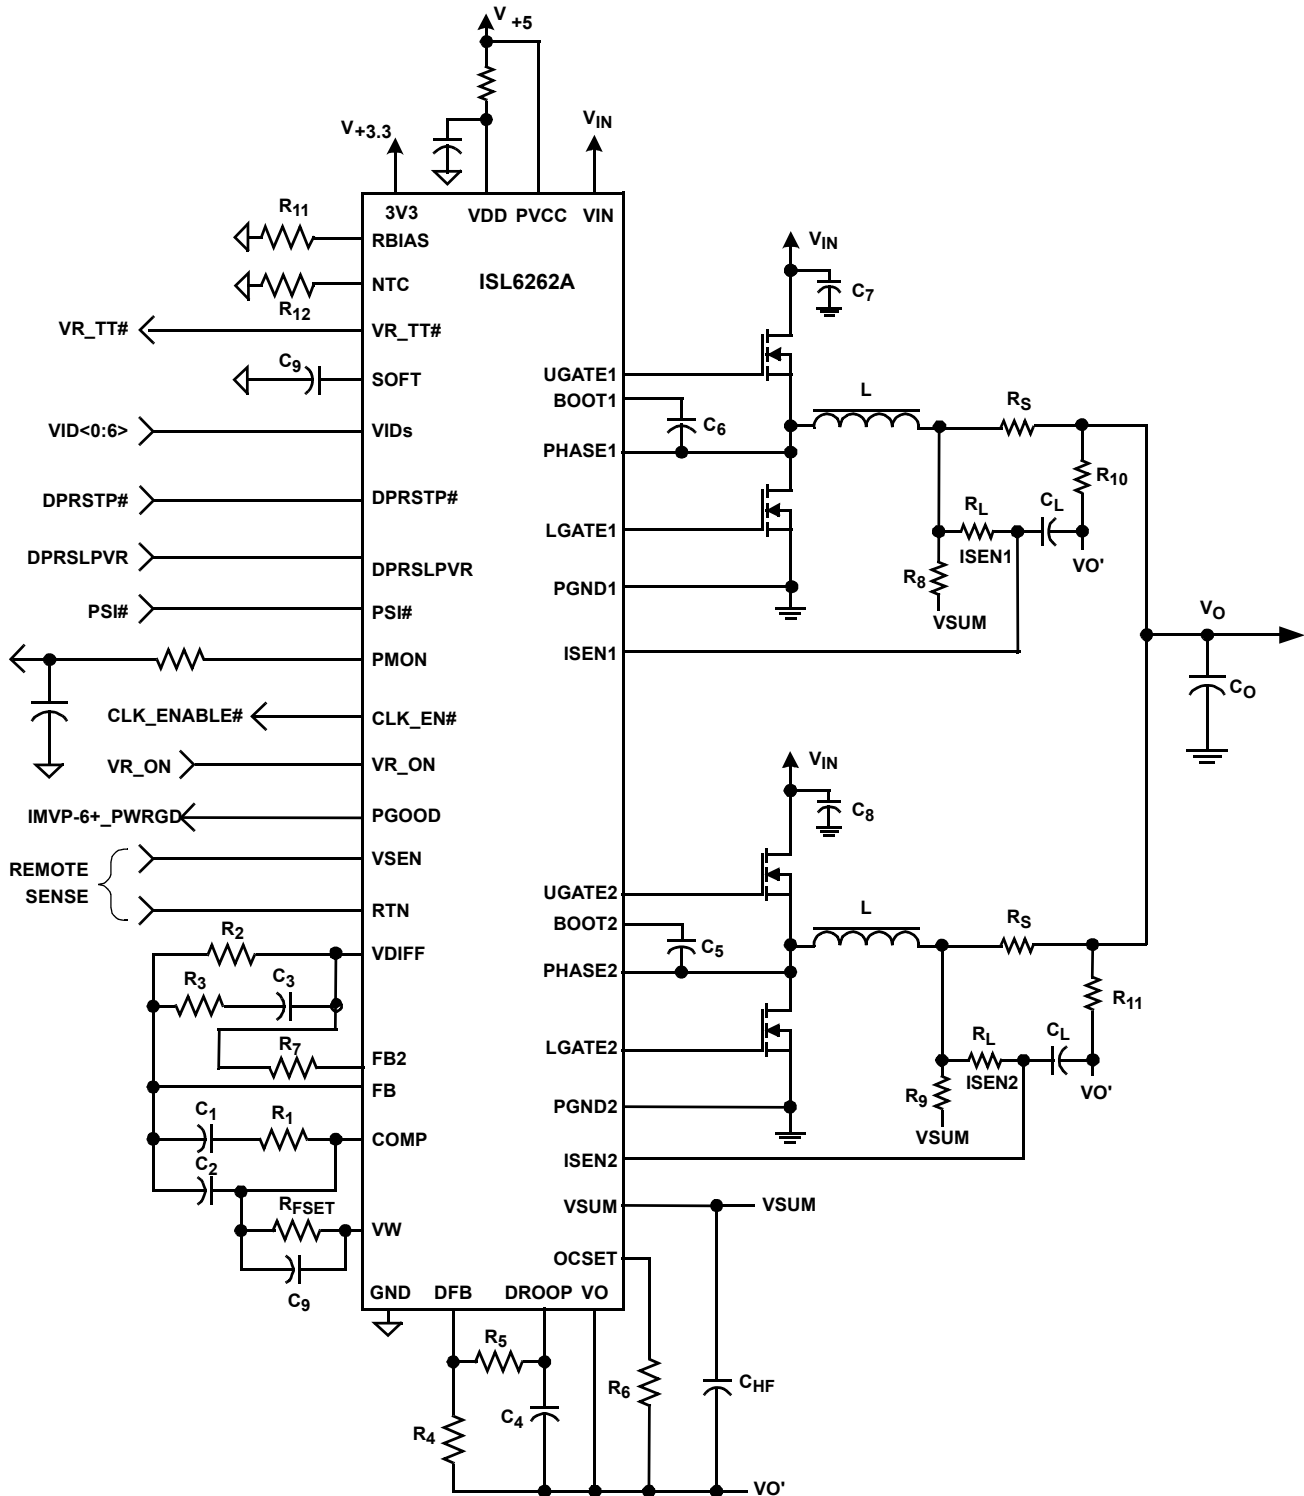 V +5
V+3.3
VIN
3V3
VDD
PVCC
VIN
ISL6262A
R11
RBIAS
NTC
R12
VR_TT#
VR_TT#
C9
SOFT
VID<0:6>
VIDs
DPRSTP#
DPRSTP#
DPRSLPVR
DPRSLPVR
PSI#
PSI#
PMON
CLK_ENABLE#
CLK_EN#
VR_ON
VR_ON
IMVP-6+_PWRGD
PGOOD
REMOTE
SENSE
VSEN
RTN
R2
VDIFF
R3
C3
R7
FB2
FB
C1
R1
COMP
C2
RFSET
VW
C9
GND
DFB
DROOP
VO
UGATE1
BOOT1
C6
PHASE1
LGATE1
PGND1
ISEN1
VIN
C7
L
RS
R10
RL
CL
ISEN1
VO'
R8
VSUM
VO
CO
VIN
C8
UGATE2
BOOT2
C5
PHASE2
LGATE2
PGND2
ISEN2
L
RS
R11
RL
CL
ISEN2
VO'
R9
VSUM
VSUM
VSUM
OCSET
R5
R4
C4
R6
CHF
VO'